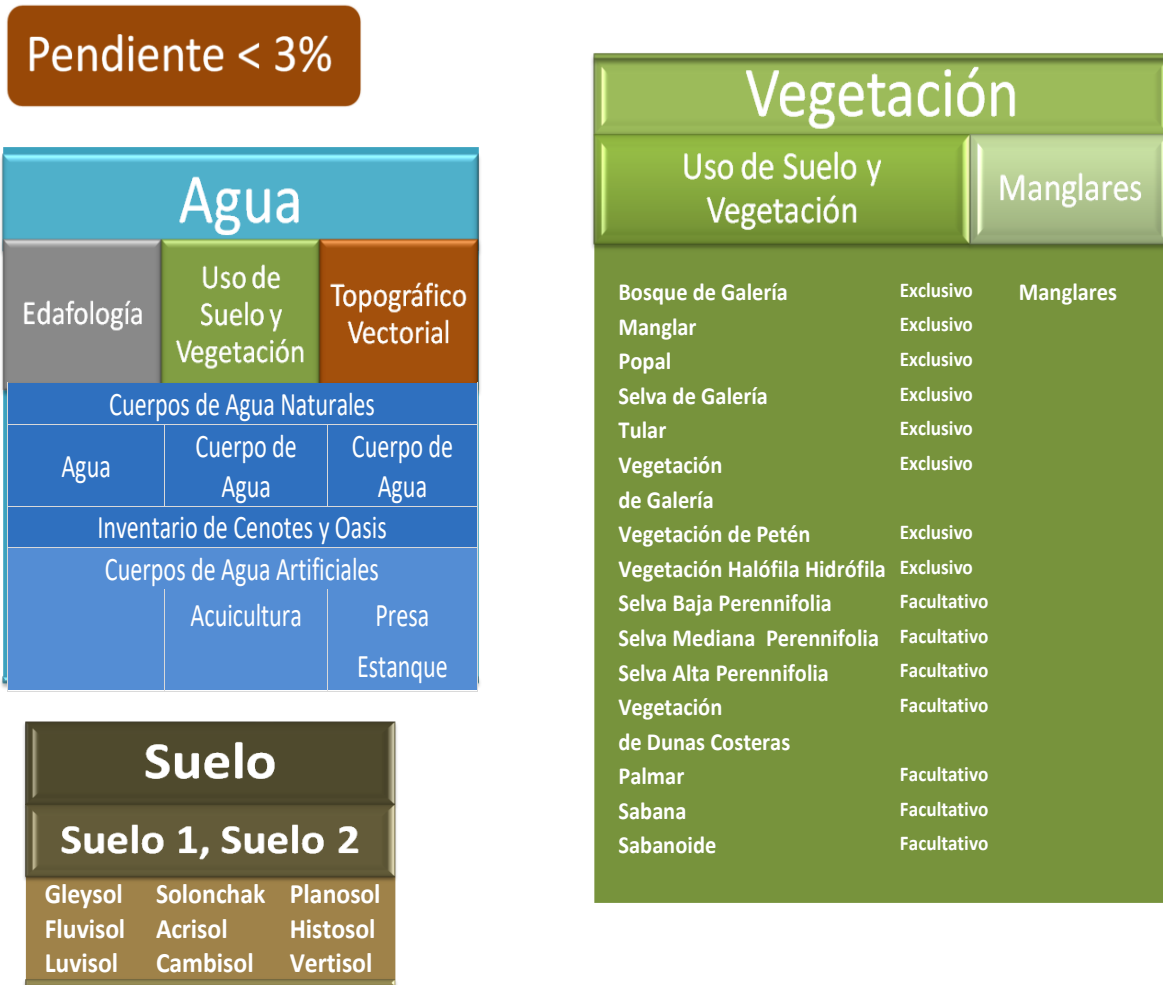 Pendiente < 3%
Agua
Edafología
Uso de
Suelo y
Vegetación
Topográfico
Vectorial
Cuerpos de Agua Naturales
Agua
Cuerpo de
Agua
Cuerpo de
Agua
Inventario de Cenotes y Oasis
Cuerpos de Agua Artificiales
Acuicultura Presa
Estanque
Suelo
Suelo 1, Suelo 2
Gleysol Solonchak Planosol
Fluvisol Acrisol Histosol
Luvisol Cambisol Vertisol
Vegetación
Uso de Suelo y
Vegetación
Manglares
Bosque de Galería Exclusivo Manglares
Manglar Exclusivo
Popal Exclusivo
Selva de Galería Exclusivo
Tular Exclusivo
Vegetación Exclusivo
de Galería
Vegetación de Petén Exclusivo
Vegetación Halófila Hidrófila Exclusivo
Selva Baja Perennifolia Facultativo
Selva Mediana Perennifolia Facultativo
Selva Alta Perennifolia Facultativo
Vegetación Facultativo
de Dunas Costeras
Palmar Facultativo
Sabana Facultativo
Sabanoide Facultativo